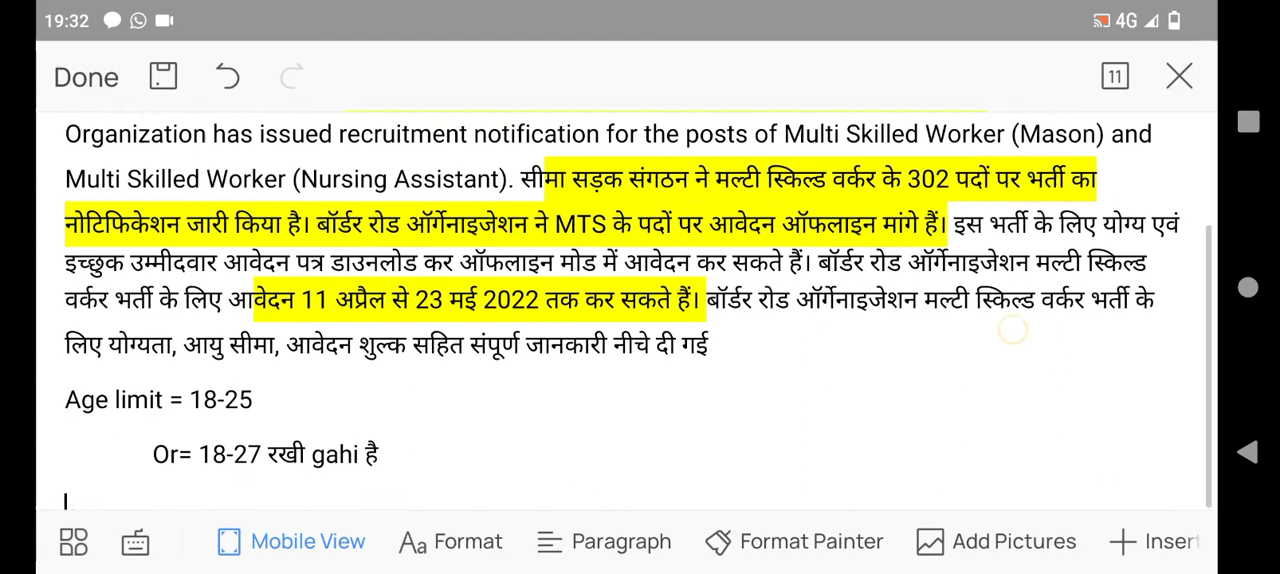 19:32 4G
Done 11
Organization has issued recruitment notification for the posts of Multi Skilled Worker (Mason) and
Multi Skilled Worker (Nursing Assistant). सीमा सड़क संगठन ने मल्टी स्किल्ड वर्कर के 302 पदों पर भर्ती का
नोटिफिकेशन जारी किया है। बॉर्डर रोड ऑर्गेनाइजेशन ने MTS के पदों पर आवेदन ऑफलाइन मांगे हैं। इस भर्ती के लिए योग्य एवं
इच्छुक उम्मीदवार आवेदन पत्र डाउनलोड कर ऑफलाइन मोड में आवेदन कर सकते हैं। बॉर्डर रोड ऑर्गेनाइजेशन मल्टी स्किल्ड
वर्कर भर्ती के लिए आवेदन 11 अप्रैल से 23 मई 2022 तक कर सकते हैं। बॉर्डर रोड ऑर्गेनाइजेशन मल्टी स्किल्ड वर्कर भर्ती के
लिए योग्यता, आयु सीमा, आवेदन शुल्क सहित संपूर्ण जानकारी नीचे दी गई
Age limit = 18-25
Or= 18-27 रखी gahi है
Mobile View Aa Format Paragraph Format Painter Add Pictures Insert